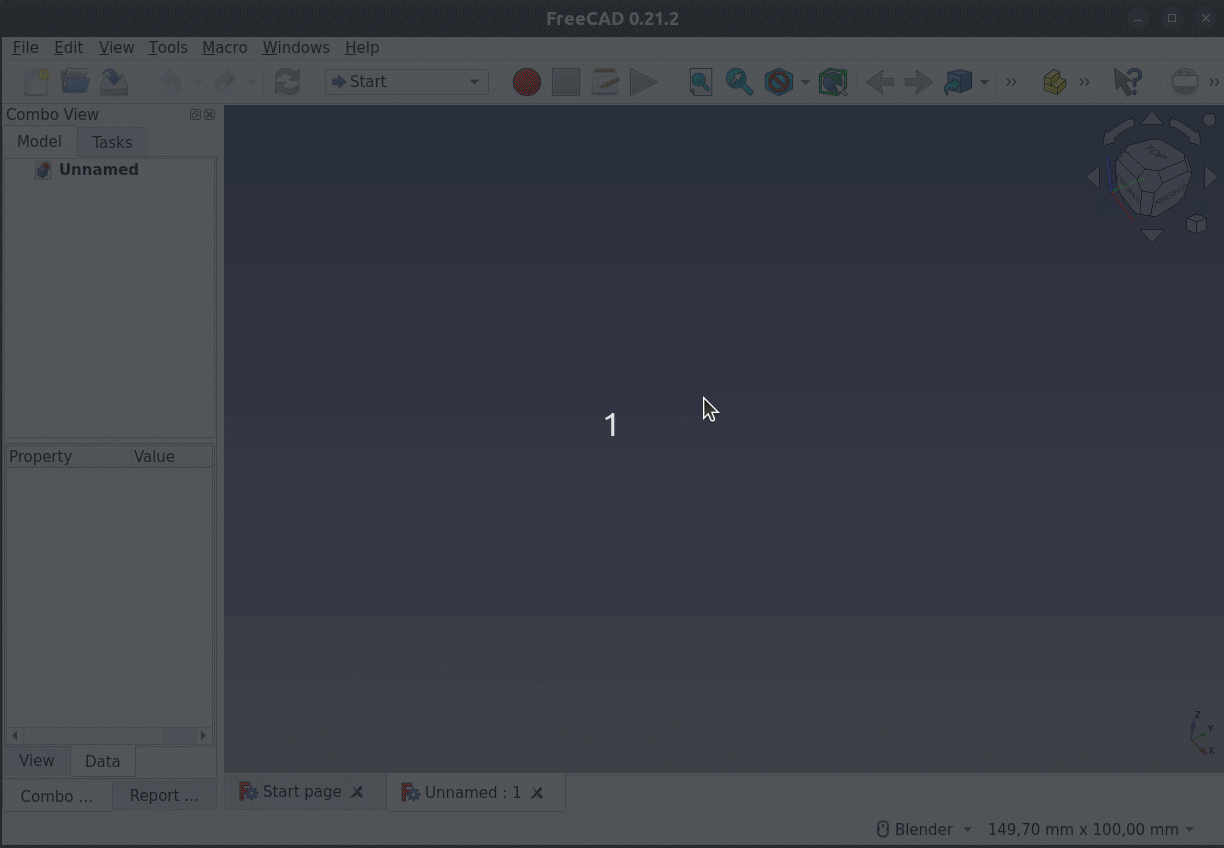 FreeCAD 0.21.2
File Edit View Tools Macro Windows Help
Start
Combo View
Model Tasks
Unnamed
TOP
1
Property Value
Z
Y
X
View Data
Combo ... Report ...
Start page Unnamed : 1
Blender 149,70 mm x 100,00 mm